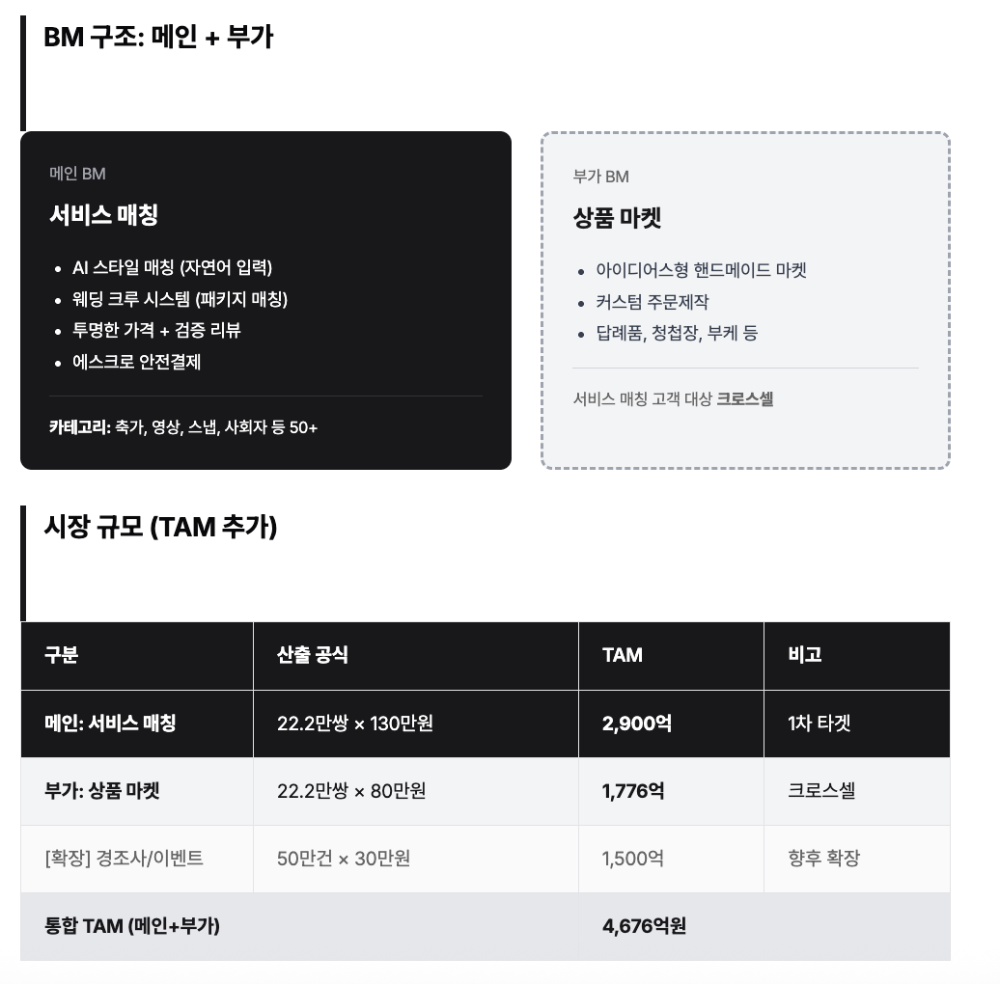 BM 구조: 메인 + 부가
메인 BM
서비스 매칭
• AI 스타일 매칭 (자연어 입력)
• 웨딩 크루 시스템 (패키지 매칭)
• 투명한 가격 + 검증 리뷰
• 에스크로 안전결제
카테고리: 축가, 영상, 스냅, 사회자 등 50+
부가 BM
상품 마켓
• 아이디어스형 핸드메이드 마켓
• 커스텀 주문제작
• 답례품, 청첩장, 부케 등
서비스 매칭 고객 대상 크로스셀
시장 규모 (TAM 추가)
구분 산출 공식 TAM 비고
메인: 서비스 매칭 22.2만쌍 × 130만원 2,900억 1차 타겟
부가: 상품 마켓 22.2만쌍 × 80만원 1,776억 크로스셀
[확장] 경조사/이벤트 50만건 × 30만원 1,500억 향후 확장
통합 TAM (메인+부가) 4,676억원